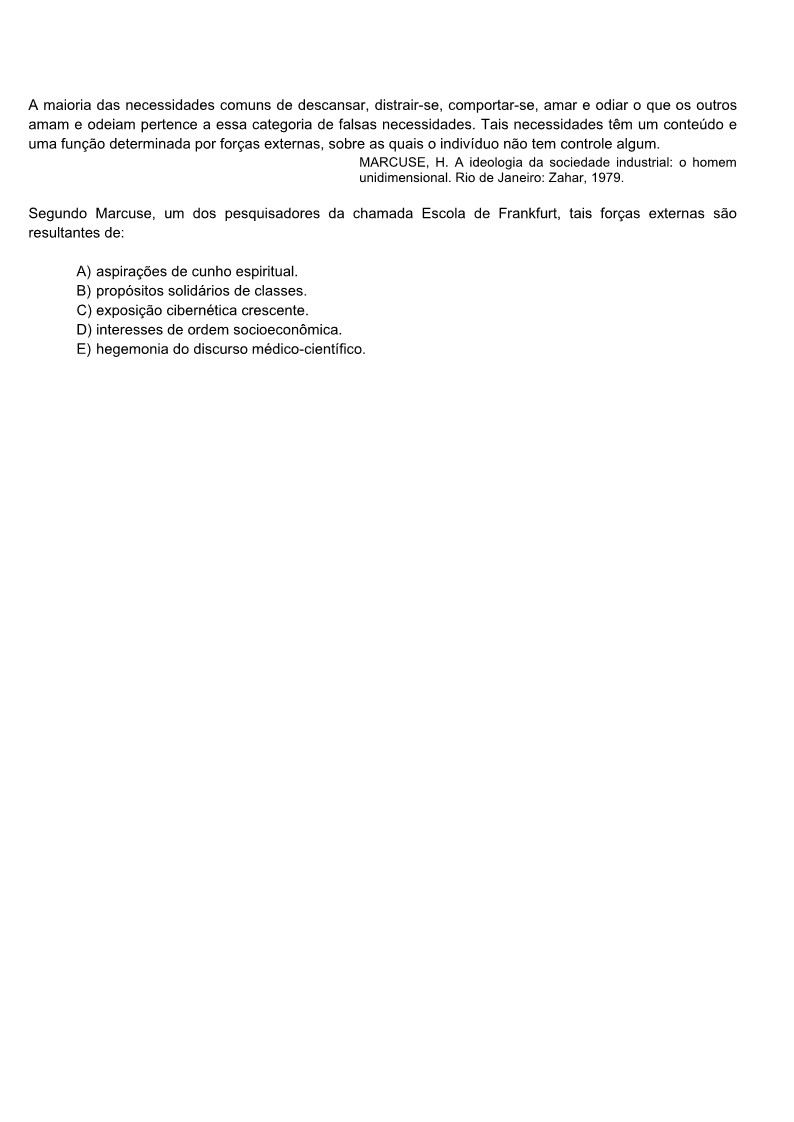 A maioria das necessidades comuns de descansar, distrair-se, comportar-se, amar e odiar o que os outros
amam e odeiam pertence a essa categoria de falsas necessidades. Tais necessidades têm um conteúdo e
uma função determinada por forças externas, sobre as quais o indivíduo não tem controle algum.
MARCUSE, H. A ideologia da sociedade industrial: o homem
unidimensional. Rio de Janeiro: Zahar, 1979.
Segundo Marcuse, um dos pesquisadores da chamada Escola de Frankfurt, tais forças externas são
resultantes de:
A) aspirações de cunho espiritual.
B) propósitos solidários de classes.
C) exposição cibernética crescente.
D) interesses de ordem socioeconômica.
E) hegemonia do discurso médico-científico.